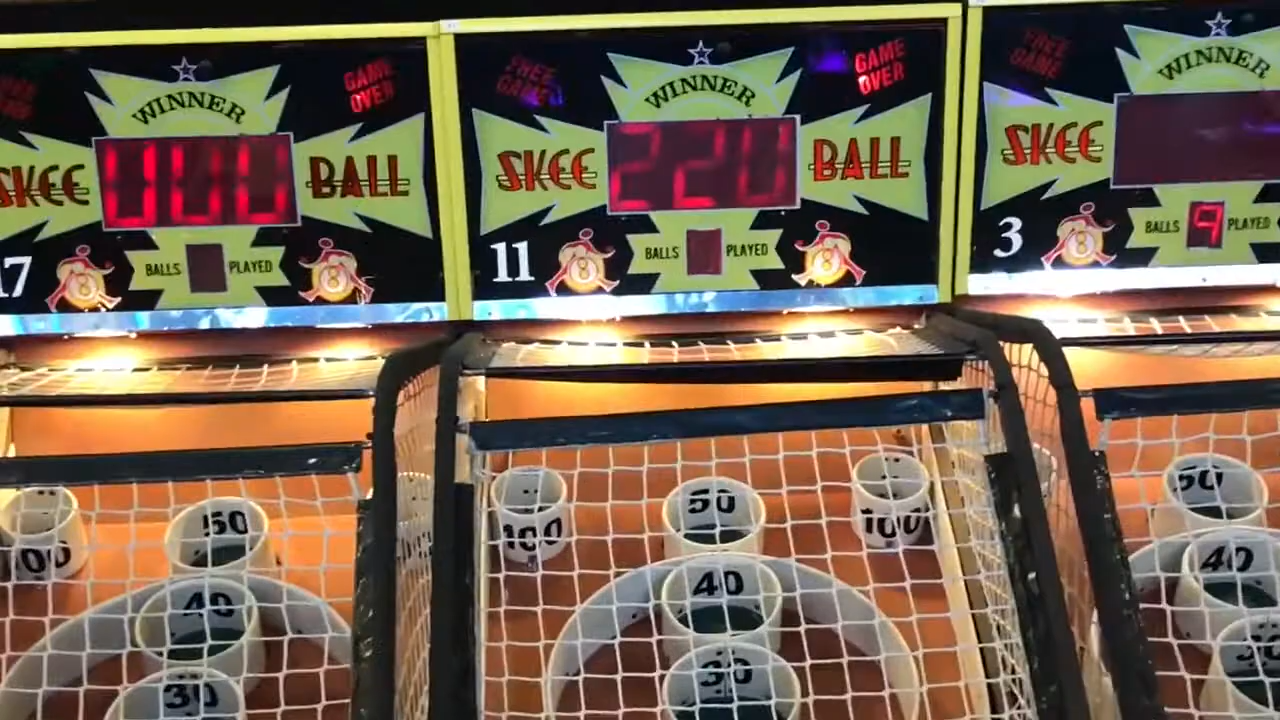 GAME OVER
WINNER
SKEE BALL
BALLS PLAYED
17
100
50
40
30
FREE GAME
GAME OVER
WINNER
SKEE 220 BALL
11
BALLS PLAYED
100
50
100
40
30
FREE GAME
WINNER
SKEE
3
BALLS 9 PLAYED
50
40
30